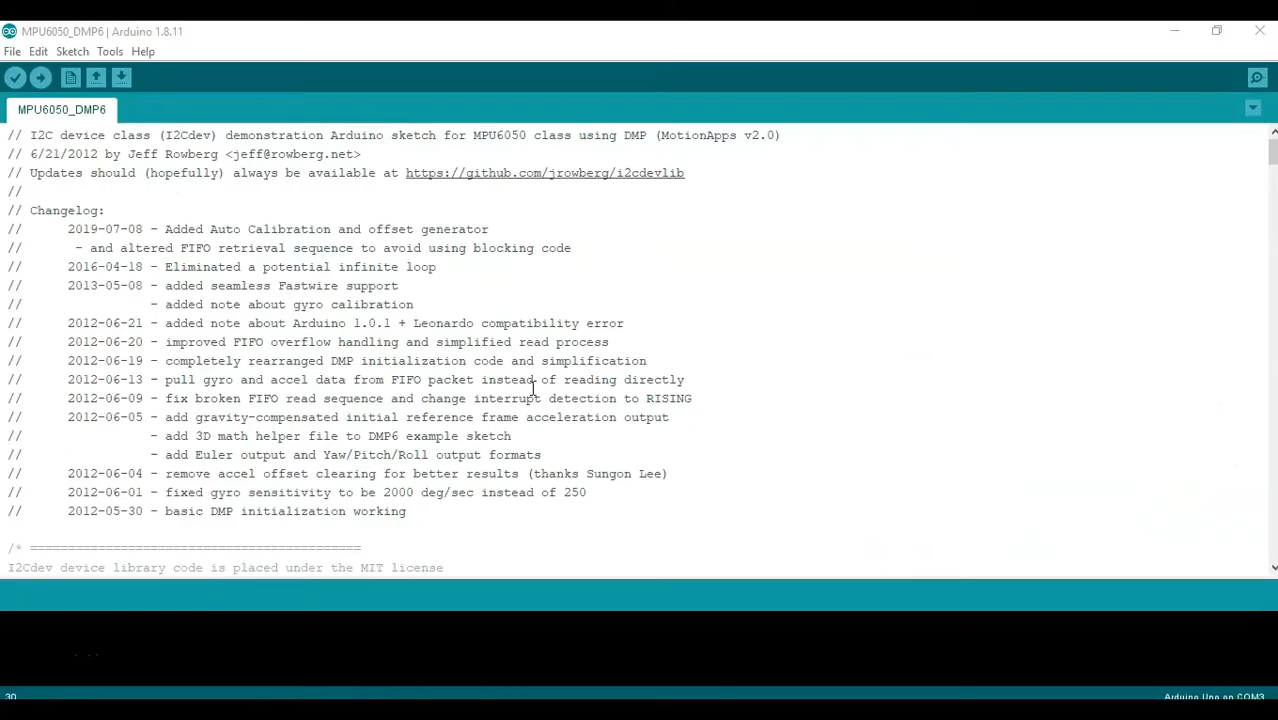 MPU6050_DMP6 | Arduino 1.8.11
File Edit Sketch Tools Help
MPU6050_DMP6
// I2C device class (I2Cdev) demonstration Arduino sketch for MPU6050 class using DMP (MotionApps v2.0)
// 6/21/2012 by Jeff Rowberg <jeff@rowberg.net>
// Updates should (hopefully) always be available at https://github.com/jrowberg/i2cdevlib
//
// Changelog:
//      2019-07-08 - Added Auto Calibration and offset generator
//       - and altered FIFO retrieval sequence to avoid using blocking code
//      2016-04-18 - Eliminated a potential infinite loop
//      2013-05-08 - added seamless Fastwire support
//                 - added note about gyro calibration
//      2012-06-21 - added note about Arduino 1.0.1 + Leonardo compatibility error
//      2012-06-20 - improved FIFO overflow handling and simplified read process
//      2012-06-19 - completely rearranged DMP initialization code and simplification
//      2012-06-13 - pull gyro and accel data from FIFO packet instead of reading directly
//      2012-06-09 - fix broken FIFO read sequence and change interrupt detection to RISING
//      2012-06-05 - add gravity-compensated initial reference frame acceleration output
//                 - add 3D math helper file to DMP6 example sketch
//                 - add Euler output and Yaw/Pitch/Roll output formats
//      2012-06-04 - remove accel offset clearing for better results (thanks Sungon Lee)
//      2012-06-01 - fixed gyro sensitivity to be 2000 deg/sec instead of 250
//      2012-05-30 - basic DMP initialization working
/* ============================================
I2Cdev device library code is placed under the MIT license
30 Arduino Uno on COM3